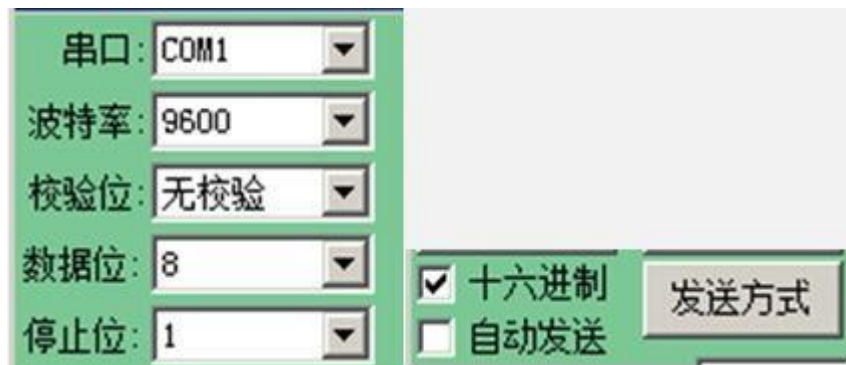 串口: COM1
波特率: 9600
校验位: 无校验
数据位: 8
停止位: 1
十六进制
自动发送
发送方式